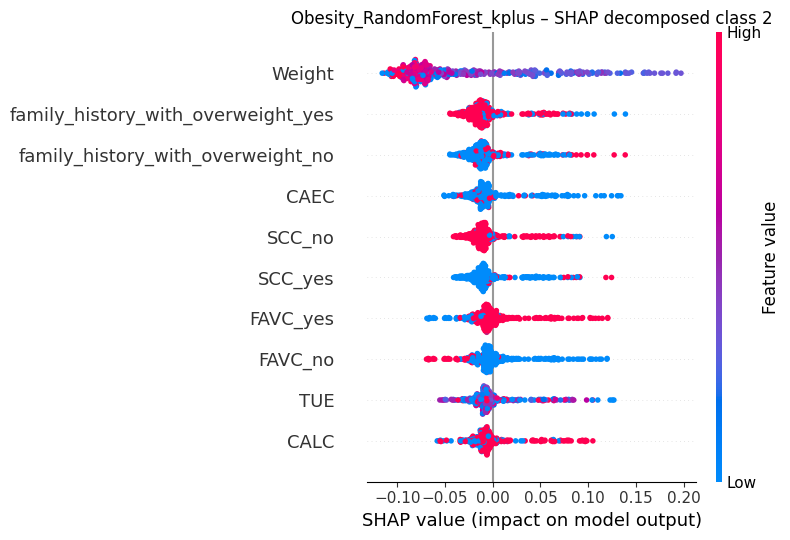 Obesity_RandomForest_kplus – SHAP decomposed class 2
High
Weight
family_history_with_overweight_yes
family_history_with_overweight_no
CAEC
SCC_no
SCC_yes
FAVC_yes
FAVC_no
TUE
CALC
Feature value
Low
−0.10 −0.05 0.00 0.05 0.10 0.15 0.20
SHAP value (impact on model output)